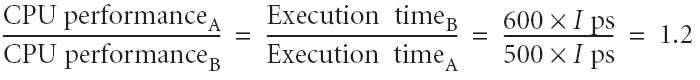 CPU performance_A / CPU performance_B = Execution time_B / Execution time_A = 600 × I ps / 500 × I ps = 1.2